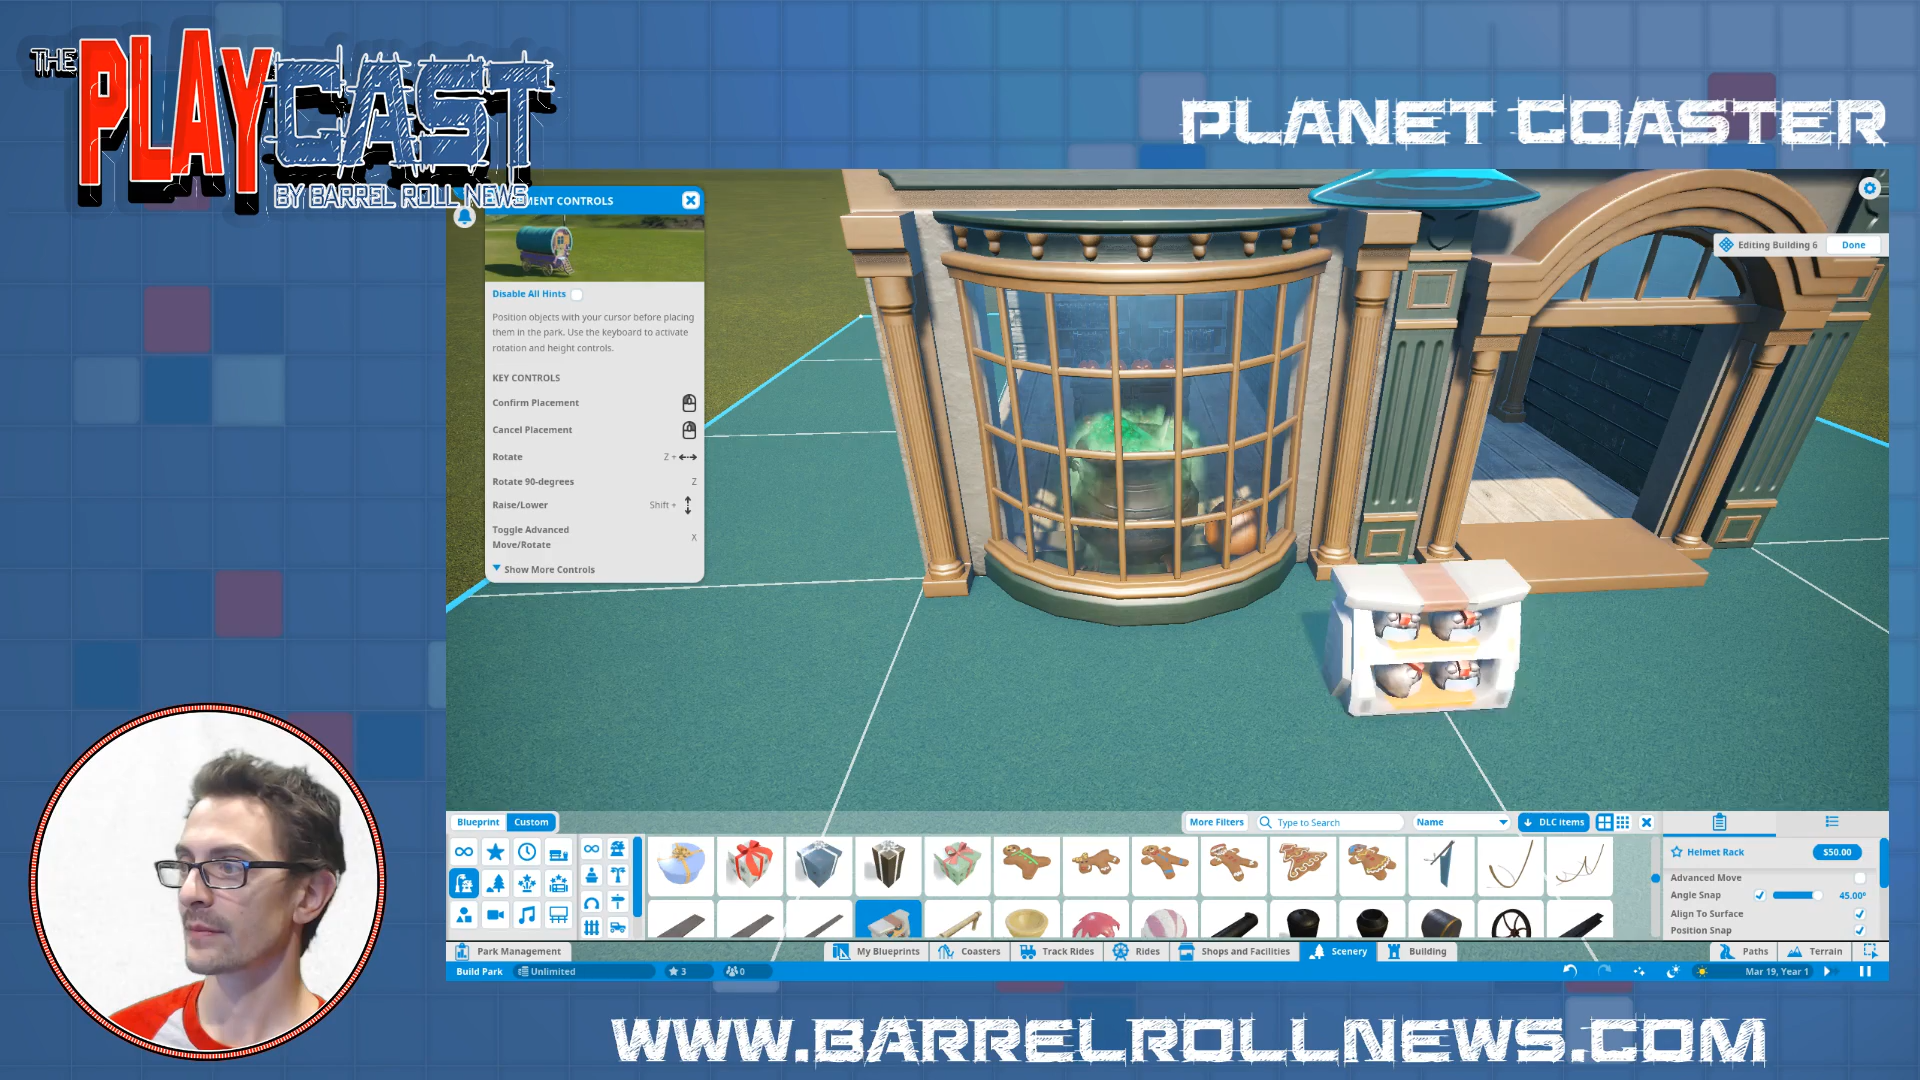 THE PLAYCAST
BY BARREL ROLL NEWS
PLANET COASTER
MENT CONTROLS
Disable All Hints
Position objects with your cursor before placing
them in the park. Use the keyboard to activate
rotation and height controls.
KEY CONTROLS
Confirm Placement
Cancel Placement
Rotate Z +
Rotate 90-degrees Z
Raise/Lower Shift +
Toggle Advanced
Move/Rotate X
Show More Controls
Editing Building 6 Done
Blueprint Custom
More Filters Type to Search Name DLC items
Helmet Rack $50.00
Advanced Move
Angle Snap 45.00°
Align To Surface
Position Snap
Park Management My Blueprints Coasters Track Rides Rides Shops and Facilities Scenery Building Paths Terrain
Build Park Unlimited 3 0 Mar 19, Year 1
WWW.BARRELROLLNEWS.COM